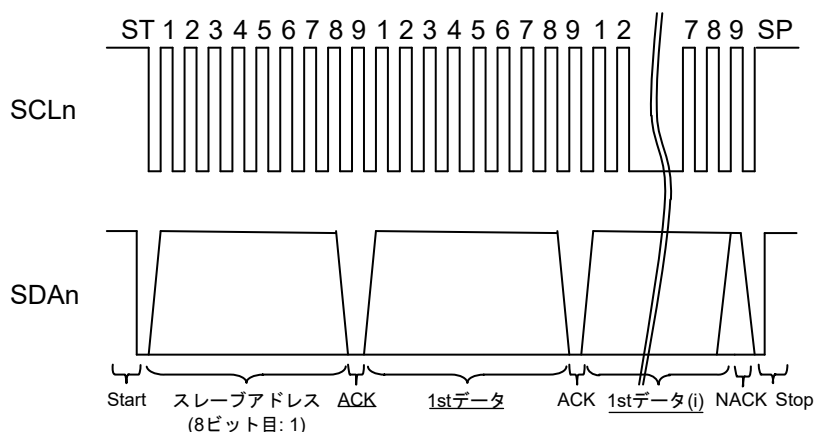 ST 1 2 3 4 5 6 7 8 9 1 2 3 4 5 6 7 8 9 1 2 7 8 9 SP
SCLn
SDAn
Start スレーブアドレス ACK 1stデータ ACK 1stデータ(i) NACK Stop
(8ビット目: 1)